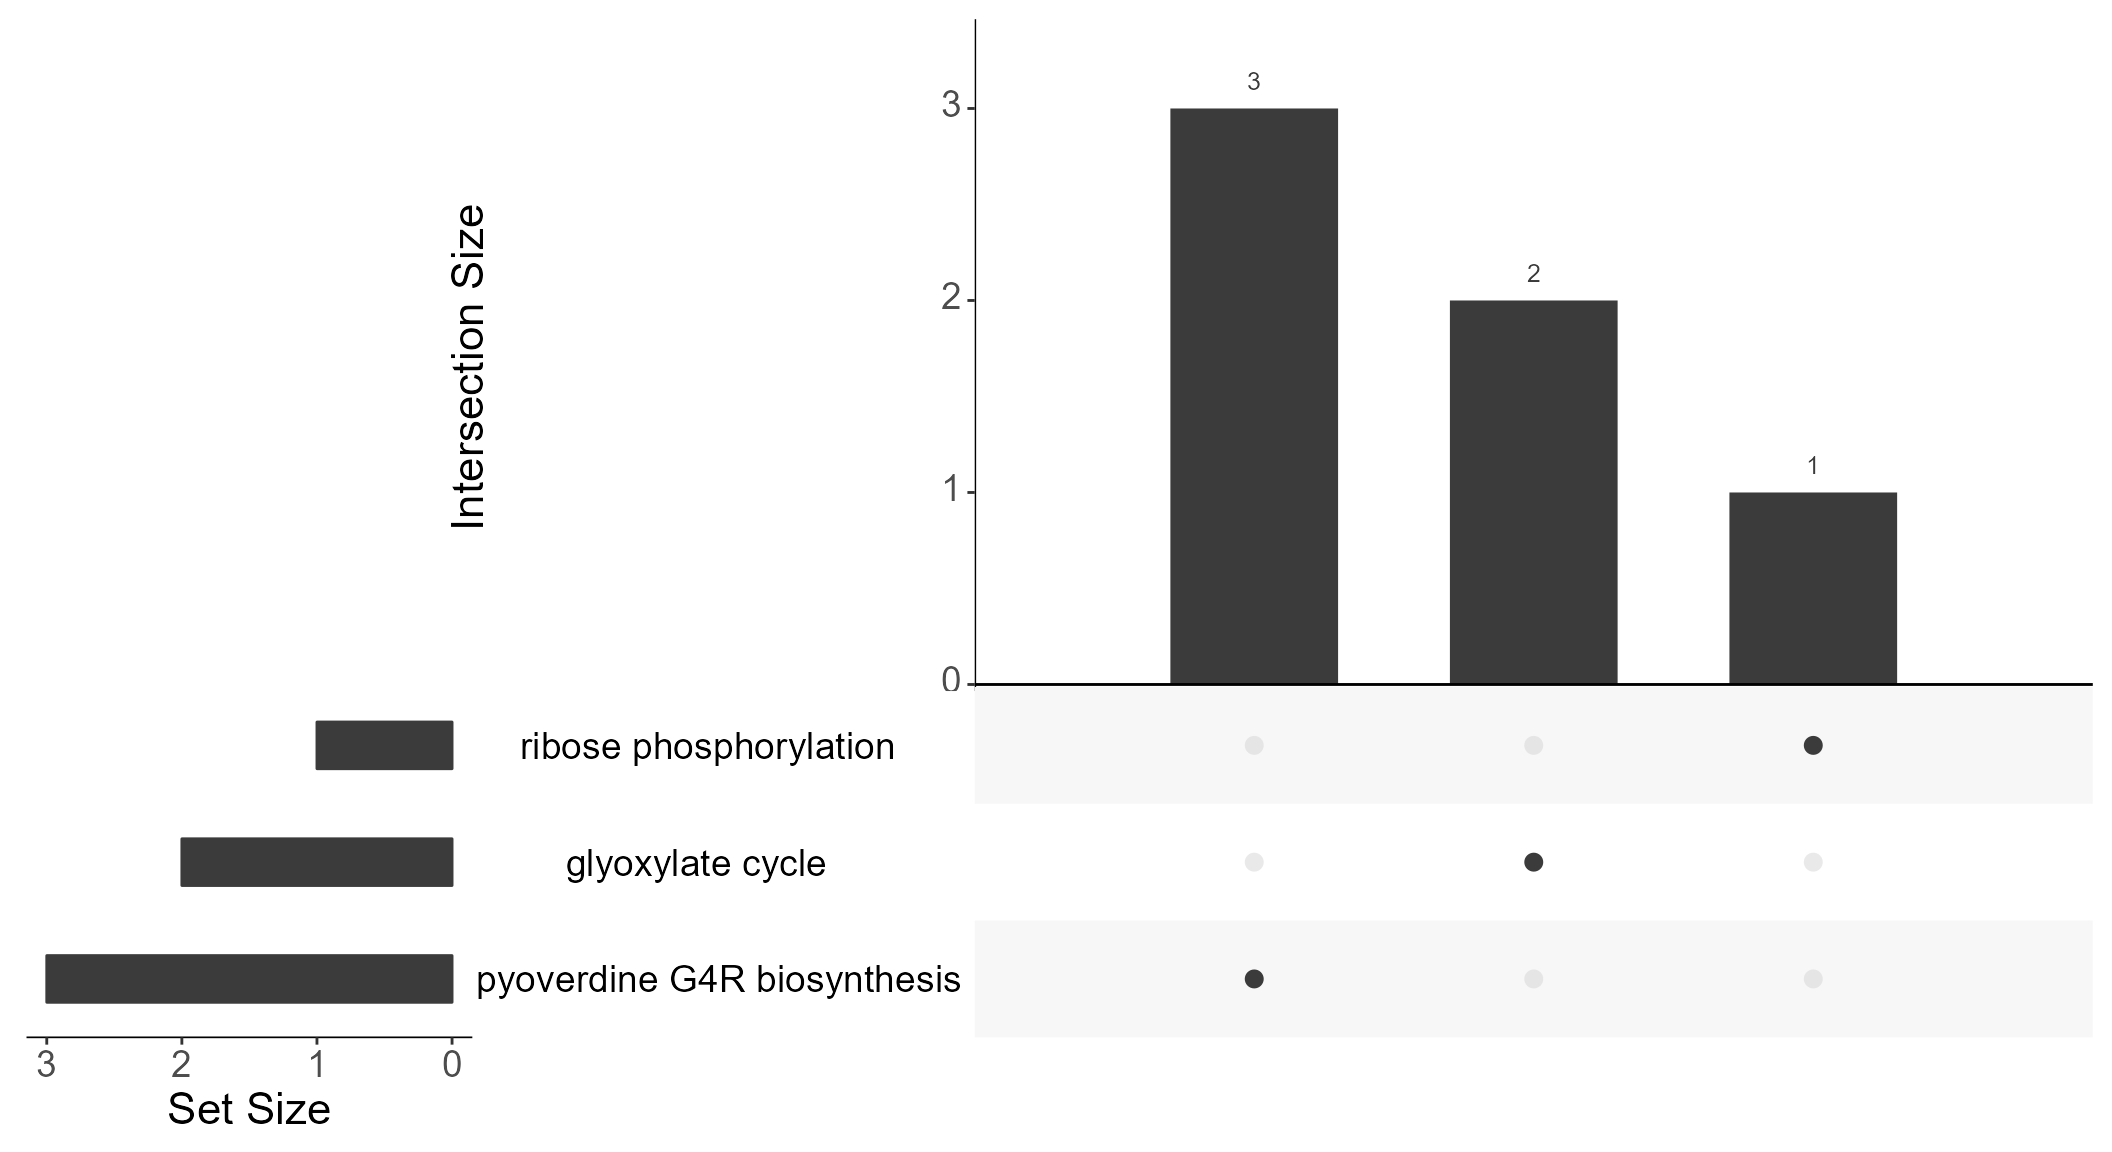 Intersection Size
3
2
1
0
3
2
1
ribose phosphorylation
glyoxylate cycle
pyoverdine G4R biosynthesis
3 2 1 0
Set Size